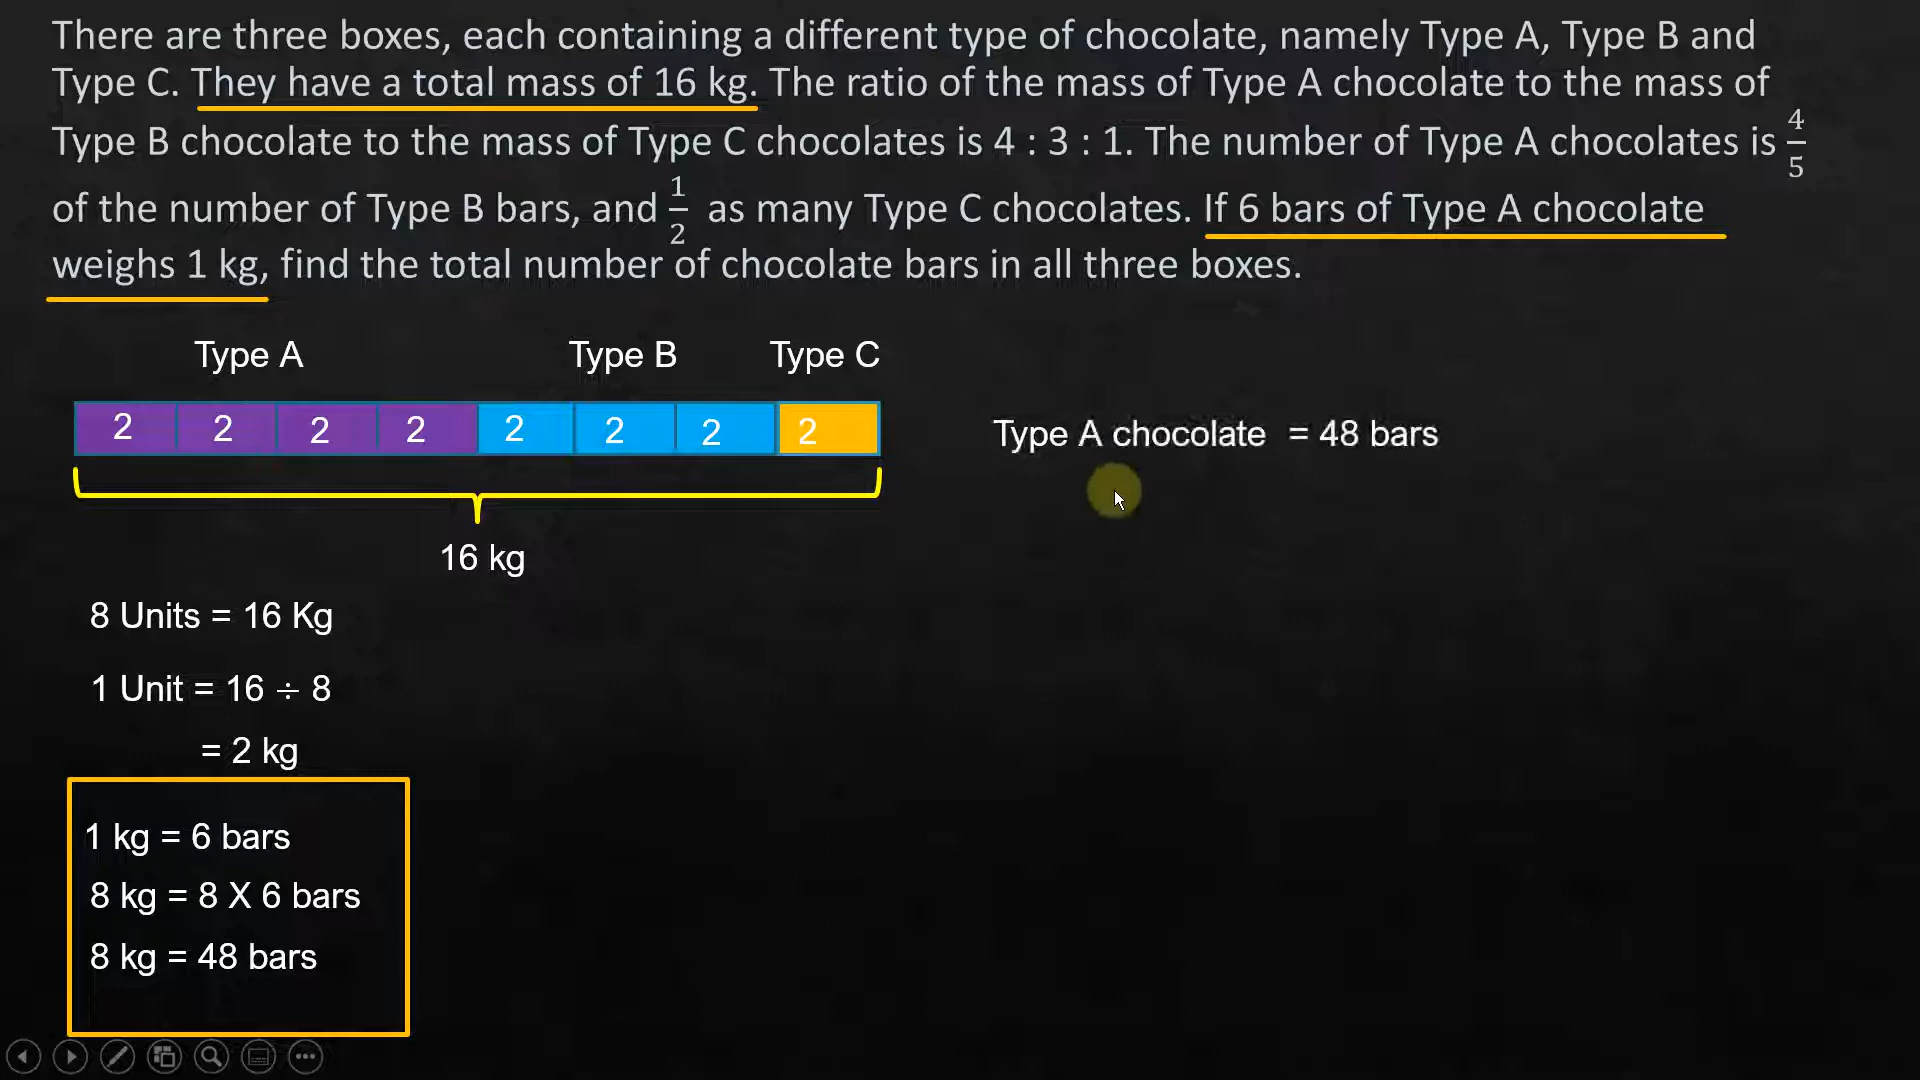 There are three boxes, each containing a different type of chocolate, namely Type A, Type B and
Type C. They have a total mass of 16 kg. The ratio of the mass of Type A chocolate to the mass of
Type B chocolate to the mass of Type C chocolates is 4 : 3 : 1. The number of Type A chocolates is 4/5
of the number of Type B bars, and 1/2 as many Type C chocolates. If 6 bars of Type A chocolate
weighs 1 kg, find the total number of chocolate bars in all three boxes.
Type A Type B Type C
2 2 2 2 2 2 2 2
16 kg
8 Units = 16 Kg
1 Unit = 16 ÷ 8
= 2 kg
1 kg = 6 bars
8 kg = 8 X 6 bars
8 kg = 48 bars
Type A chocolate = 48 bars